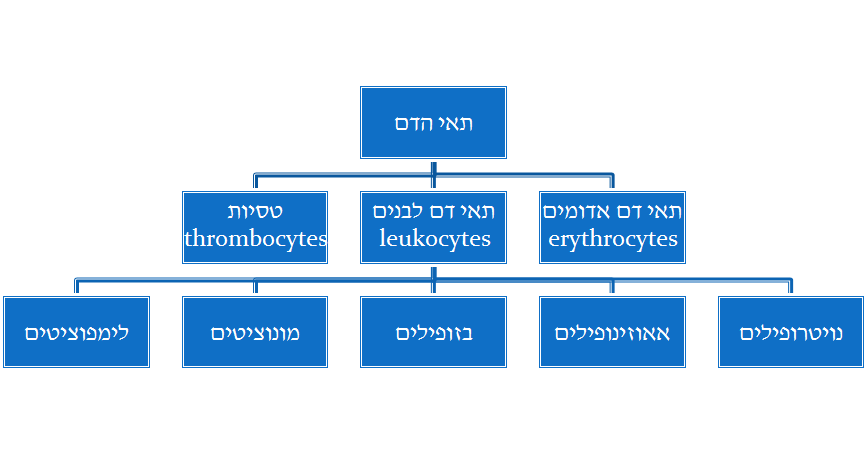 תאי הדם
תאי דם אדומים
erythrocytes
תאי דם לבנים
leukocytes
טסיות
thrombocytes
נויטרופילים
אאוזינופילים
בזופילים
מונוציטים
לימפוציטים